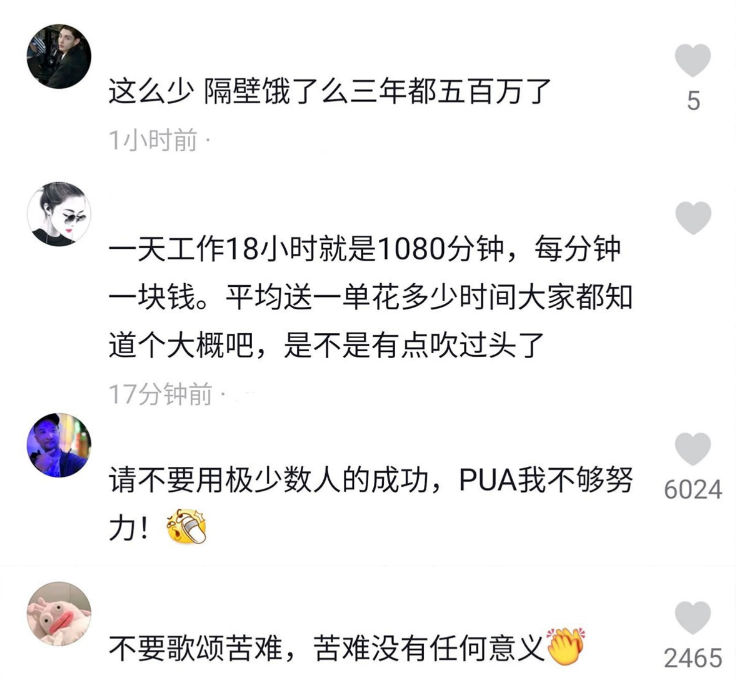 这么少 隔壁饿了么三年都五百万了
5
1小时前 ·
一天工作18小时就是1080分钟，每分钟
一块钱。平均送一单花多少时间大家都知
道个大概吧，是不是有点吹过头了
17分钟前 ·
请不要用极少数人的成功，PUA我不够努
力！
6024
不要歌颂苦难，苦难没有任何意义👏
2465